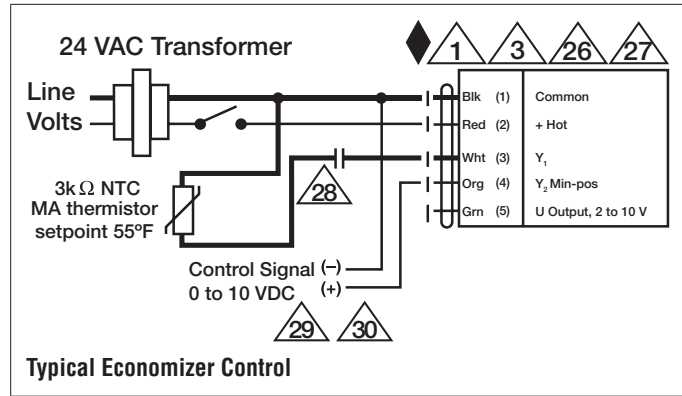 24 VAC Transformer
1 3 26 27
Line
Volts
Blk (1) Common
Red (2) + Hot
Wht (3) Y₁
Org (4) Y₂ Min-pos
Grn (5) U Output, 2 to 10 V
28
3k Ω NTC
MA thermistor
setpoint 55ºF
Control Signal (–)
0 to 10 VDC (+)
29 30
Typical Economizer Control